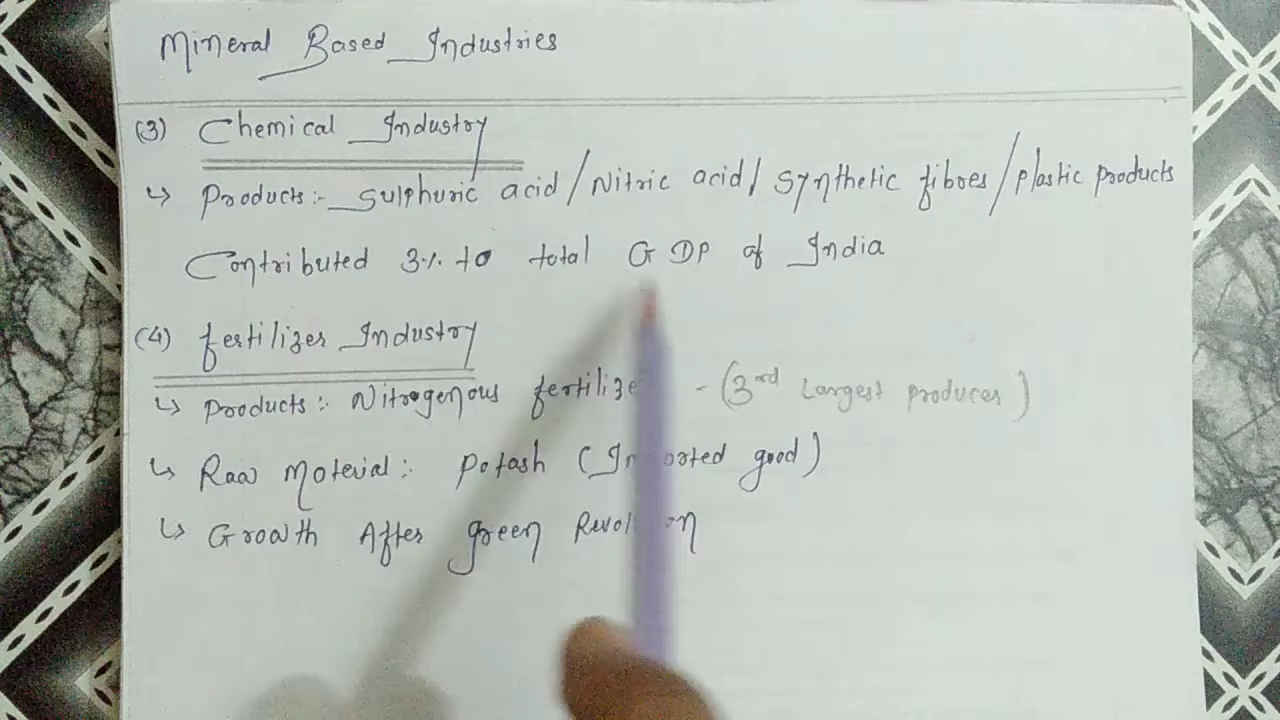 Mineral Based Industries
(3) Chemical Industry
↳ Products:- Sulphuric acid/Nitric acid/Synthetic fibres/plastic products
Contributed 3% to total GDP of India
(4) fertilizer Industry
↳ Products:- Nitrogenous - (3rd Largest producer)
↳ Raw Material: Potash good)
↳ Growth After green